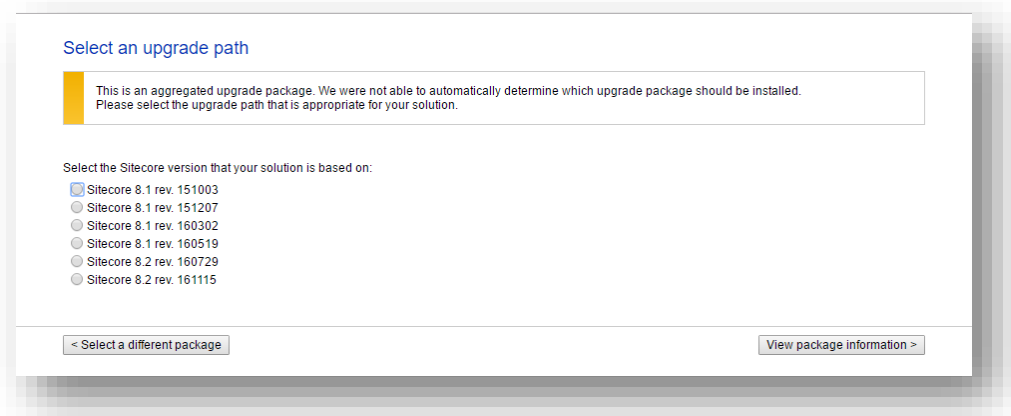 Select an upgrade path
This is an aggregated upgrade package. We were not able to automatically determine which upgrade package should be installed.
Please select the upgrade path that is appropriate for your solution.
Select the Sitecore version that your solution is based on:
Sitecore 8.1 rev. 151003
Sitecore 8.1 rev. 151207
Sitecore 8.1 rev. 160302
Sitecore 8.1 rev. 160519
Sitecore 8.2 rev. 160729
Sitecore 8.2 rev. 161115
< Select a different package
View package information >